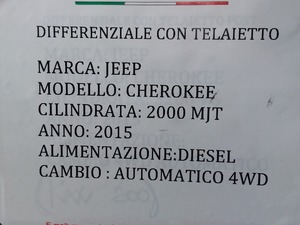 DIFFERENZIALE CON TELAIETTO
MARCA: JEEP
MODELLO: CHEROKEE
CILINDRATA: 2000 MJT
ANNO: 2015
ALIMENTAZIONE:DIESEL
CAMBIO : AUTOMATICO 4WD